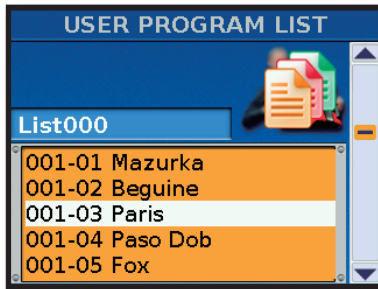 USER PROGRAM LIST
List000
001-01 Mazurka
001-02 Beguine
001-03 Paris
001-04 Paso Dob
001-05 Fox